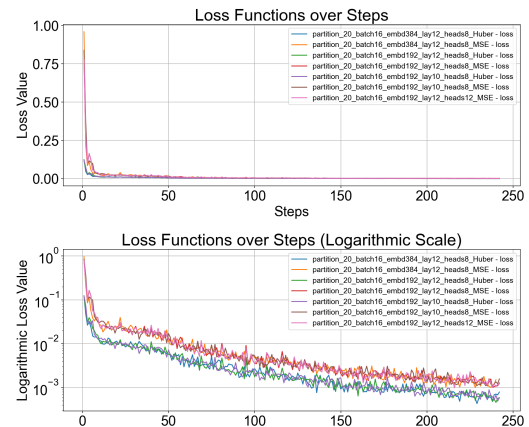 Loss Functions over Steps
Loss Value
1.00
0.75
0.50
0.25
0.00
partition_20_batch16_embd384_lay12_heads8_Huber - loss
partition_20_batch16_embd384_lay12_heads8_MSE - loss
partition_20_batch16_embd192_lay12_heads8_Huber - loss
partition_20_batch16_embd192_lay12_heads8_MSE - loss
partition_20_batch16_embd192_lay10_heads8_Huber - loss
partition_20_batch16_embd192_lay10_heads8_MSE - loss
partition_20_batch16_embd192_lay12_heads12_MSE - loss
0 50 100 150 200 250
Steps
Loss Functions over Steps (Logarithmic Scale)
Logarithmic Loss Value
10⁰
10⁻¹
10⁻²
10⁻³
partition_20_batch16_embd384_lay12_heads8_Huber - loss
partition_20_batch16_embd384_lay12_heads8_MSE - loss
partition_20_batch16_embd192_lay12_heads8_Huber - loss
partition_20_batch16_embd192_lay12_heads8_MSE - loss
partition_20_batch16_embd192_lay10_heads8_Huber - loss
partition_20_batch16_embd192_lay10_heads8_MSE - loss
partition_20_batch16_embd192_lay12_heads12_MSE - loss
0 50 100 150 200 250